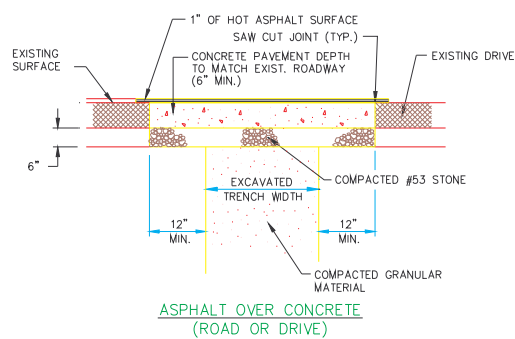 1" OF HOT ASPHALT SURFACE
SAW CUT JOINT (TYP.)
EXISTING
SURFACE
CONCRETE PAVEMENT DEPTH
TO MATCH EXIST. ROADWAY
(6" MIN.)
EXISTING DRIVE
6"
COMPACTED #53 STONE
EXCAVATED
TRENCH WIDTH
12"
MIN.
12"
MIN.
COMPACTED GRANULAR
MATERIAL
ASPHALT OVER CONCRETE
(ROAD OR DRIVE)